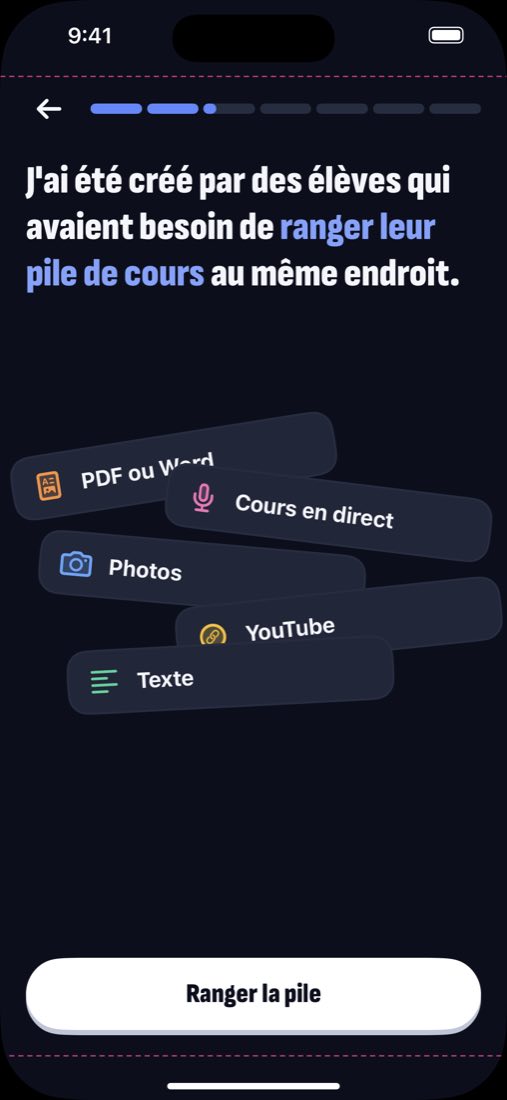 9:41
J'ai été créé par des élèves qui
avaient besoin de ranger leur
pile de cours au même endroit.
PDF ou Word
Cours en direct
Photos
YouTube
Texte
Ranger la pile